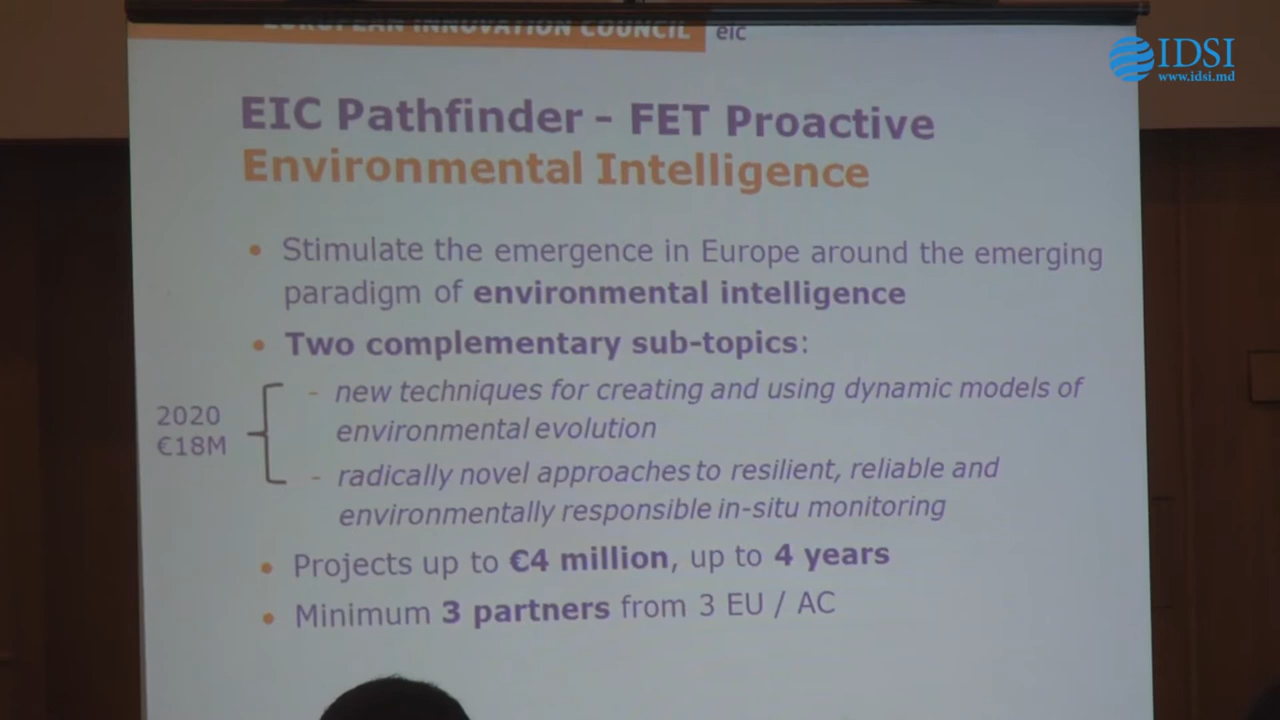 EUROPEAN INNOVATION COUNCIL eic
IDSI
www.idsi.md
EIC Pathfinder - FET Proactive
Environmental Intelligence
• Stimulate the emergence in Europe around the emerging
paradigm of environmental intelligence
• Two complementary sub-topics:
2020
€18M
- new techniques for creating and using dynamic models of
environmental evolution
- radically novel approaches to resilient, reliable and
environmentally responsible in-situ monitoring
• Projects up to €4 million, up to 4 years
• Minimum 3 partners from 3 EU / AC